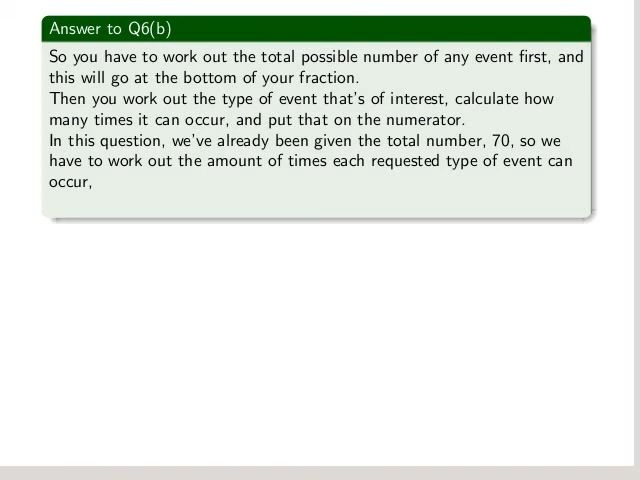 Answer to Q6(b)
So you have to work out the total possible number of any event first, and
this will go at the bottom of your fraction.
Then you work out the type of event that's of interest, calculate how
many times it can occur, and put that on the numerator.
In this question, we've already been given the total number, 70, so we
have to work out the amount of times each requested type of event can
occur,